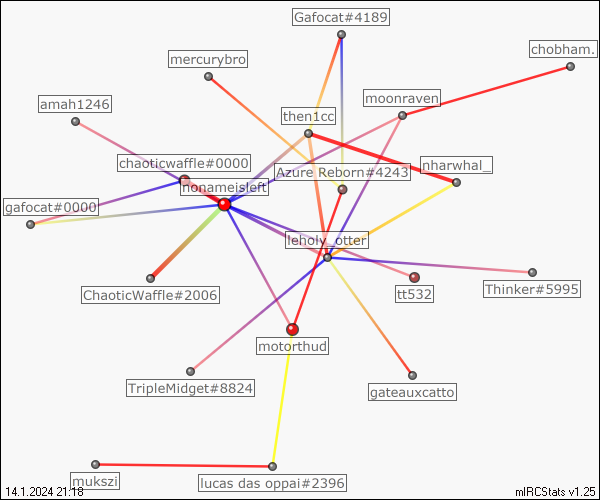 Gafocat#4189
chobham.
mercurybro
moonraven
amah1246
then1cc
chaoticwaffle#0000
nharwhal_
Azure Reborn#4243
nonameisleft
gafocat#0000
leholy_otter
Thinker#5995
tt532
ChaoticWaffle#2006
motorthud
TripleMidget#8824
gateauxcatto
mukszi
lucas das oppai#2396
14.1.2024 21:18
mIRCStats v1.25